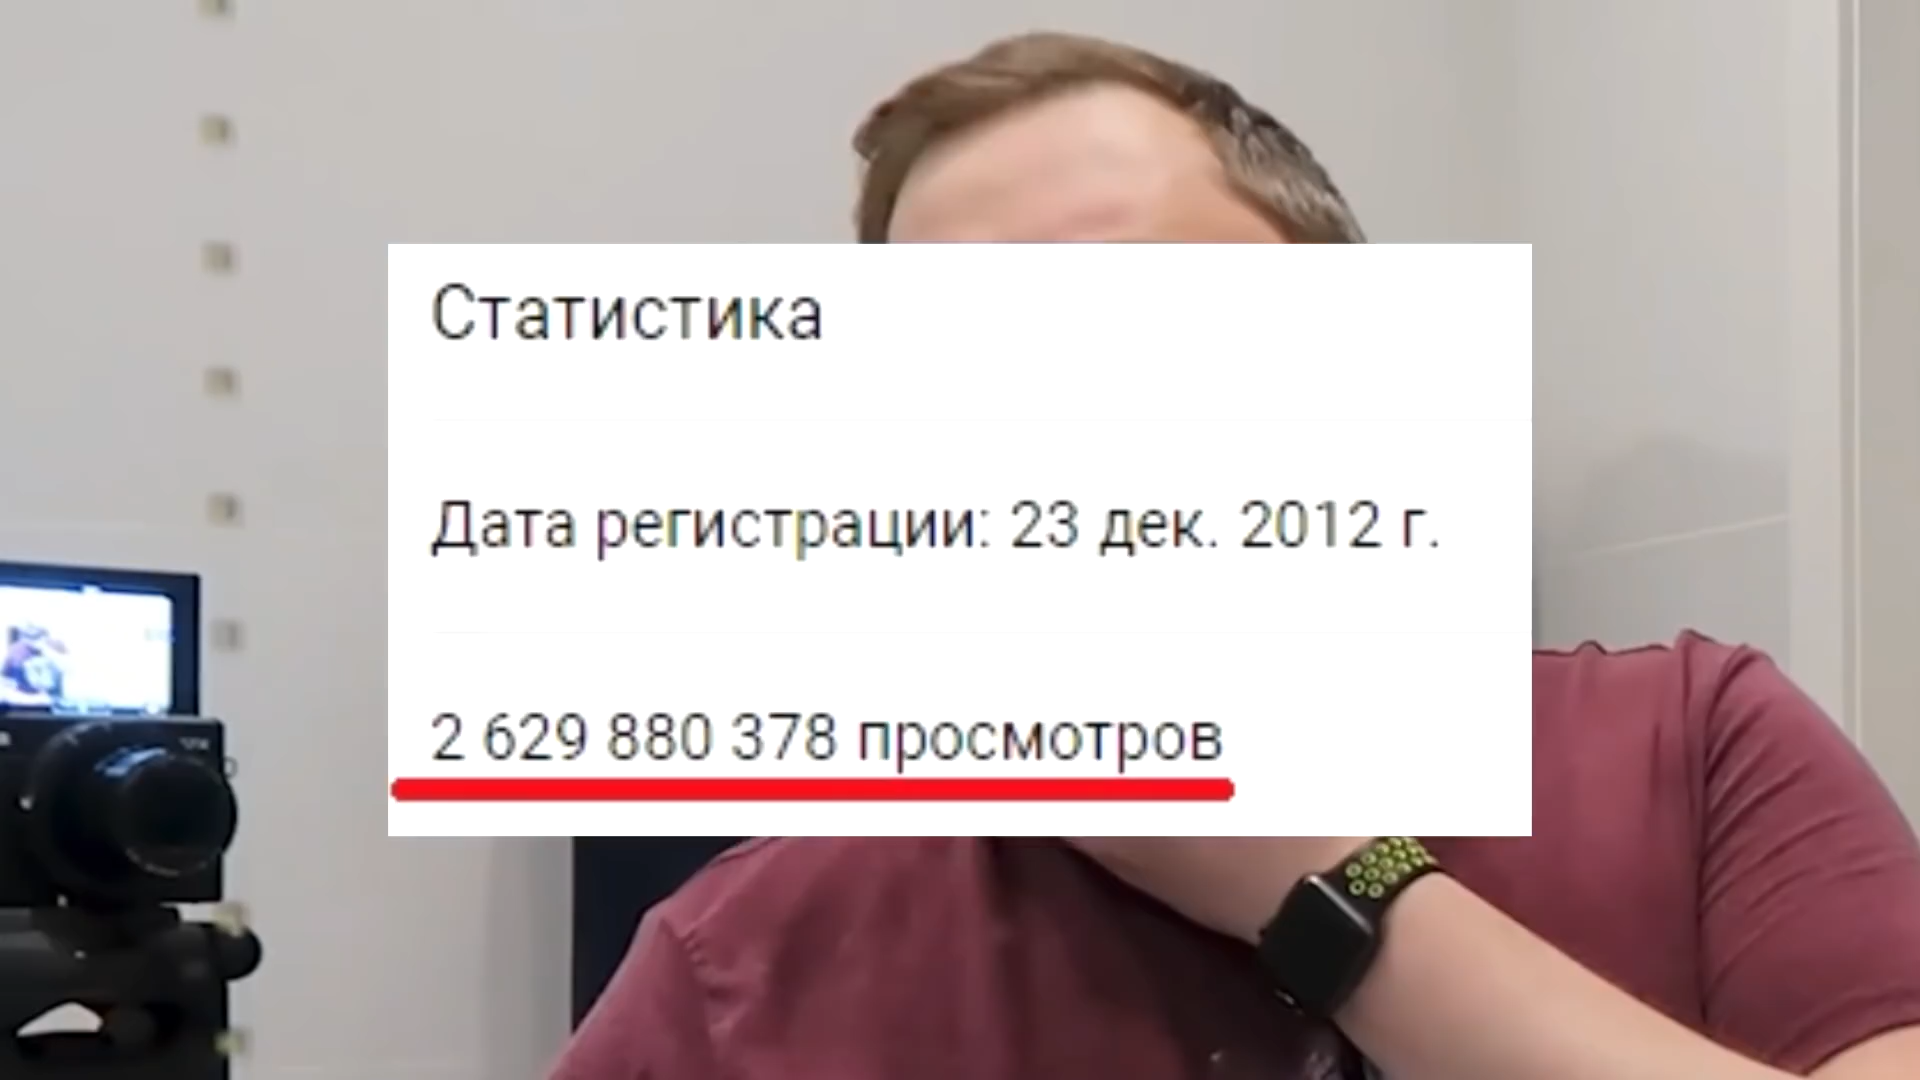 Статистика
Дата регистрации: 23 дек. 2012 г.
2 629 880 378 просмотров